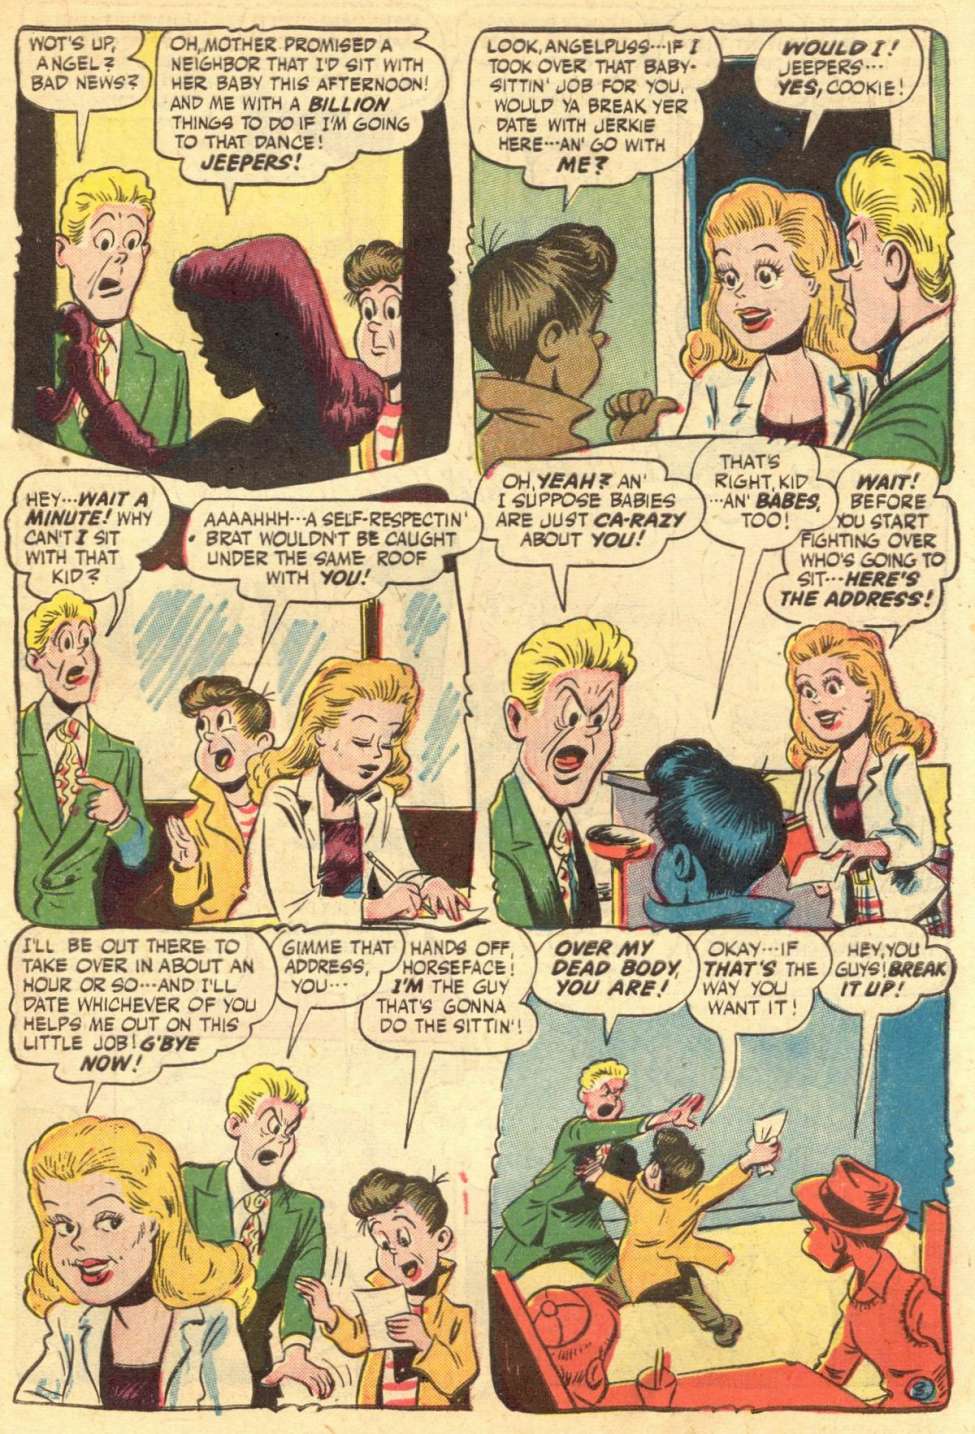 WOT'S UP,
ANGEL?
BAD NEWS?
OH, MOTHER PROMISED A
NEIGHBOR THAT I'D SIT WITH
HER BABY THIS AFTERNOON!
AND ME WITH A BILLION
THINGS TO DO IF I'M GOING
TO THAT DANCE!
JEEPERS!
LOOK, ANGELPUSS...IF I
TOOK OVER THAT BABY-
SITTIN' JOB FOR YOU,
WOULD YA BREAK YER
DATE WITH JERKIE
HERE...AN' GO WITH
ME?
WOULD I!
JEEPERS...
YES, COOKIE!
HEY...WAIT A
MINUTE! WHY
CAN'T I SIT
WITH THAT
KID?
AAAAHHH...A SELF-RESPECTIN'
BRAT WOULDN'T BE CAUGHT
UNDER THE SAME ROOF
WITH YOU!
OH, YEAH? AN'
I SUPPOSE BABIES
ARE JUST CA-RAZY
ABOUT YOU!
THAT'S
RIGHT, KID
...AN' BABES,
TOO!
WAIT!
BEFORE
YOU START
FIGHTING OVER
WHO'S GOING TO
SIT...HERE'S
THE ADDRESS!
I'LL BE OUT THERE TO
TAKE OVER IN ABOUT AN
HOUR OR SO...AND I'LL
DATE WHICHEVER OF YOU
HELPS ME OUT ON THIS
LITTLE JOB! G'BYE
NOW!
GIMME THAT
ADDRESS,
YOU...
HANDS OFF,
HORSEFACE!
I'M THE GUY
THAT'S GONNA
DO THE SITTIN'!
OVER MY
DEAD BODY,
YOU ARE!
OKAY...IF
THAT'S THE
WAY YOU
WANT IT!
HEY, YOU
GUYS! BREAK
IT UP!
3